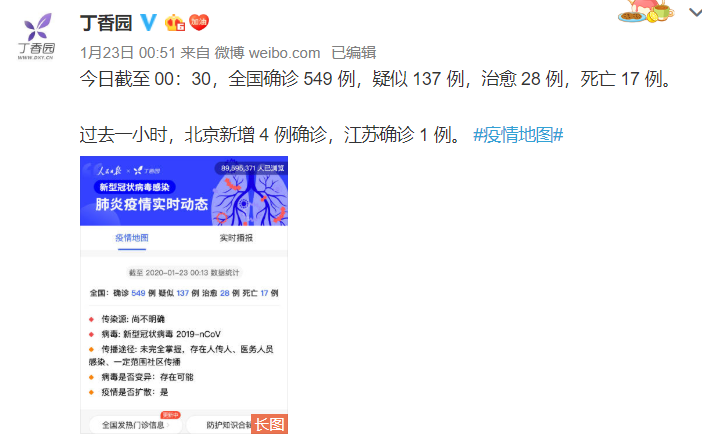 丁香园
加油
丁香园
WWW.DXY.CN
1月23日 00:51 来自 微博 weibo.com 已编辑
今日截至 00：30，全国确诊 549 例，疑似 137 例，治愈 28 例，死亡 17 例。
过去一小时，北京新增 4 例确诊，江苏确诊 1 例。 #疫情地图#
人民日报 × 丁香园
89,595,371 人已浏览
新型冠状病毒感染
肺炎疫情实时动态
疫情地图 实时播报
截至 2020-01-23 00:13 数据统计
全国：确诊 549 例 疑似 137 例 治愈 28 例 死亡 17 例
传染源: 尚不明确
病毒: 新型冠状病毒 2019-nCoV
传播途径: 未完全掌握，存在人传人、医务人员
感染、一定范围社区传播
病毒是否变异：存在可能
疫情是否扩散：是
更新中
全国发热门诊信息 防护知识合
长图